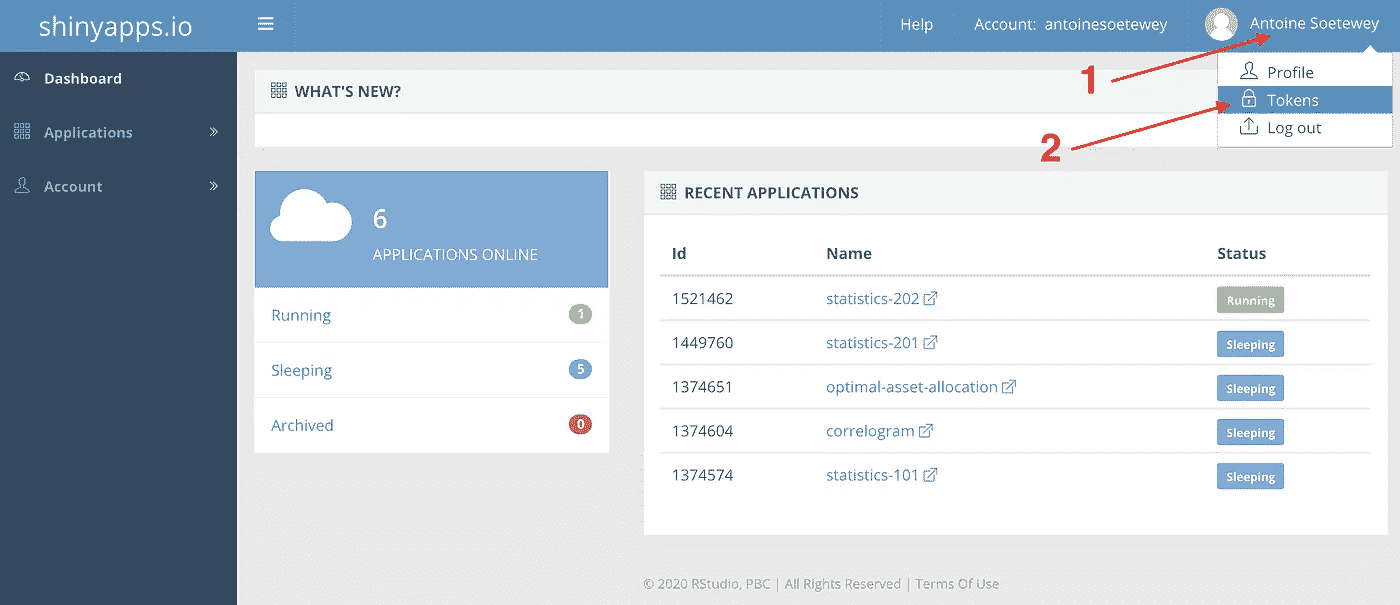 shinyapps.io
Help
Account: antoinesoetewey
Antoine Soetewey
1
Profile
Tokens
Log out
2
Dashboard
Applications
Account
WHAT'S NEW?
6
APPLICATIONS ONLINE
Running 1
Sleeping 5
Archived 0
RECENT APPLICATIONS
Id Name Status
1521462 statistics-202 Running
1449760 statistics-201 Sleeping
1374651 optimal-asset-allocation Sleeping
1374604 correlogram Sleeping
1374574 statistics-101 Sleeping
© 2020 RStudio, PBC | All Rights Reserved | Terms Of Use